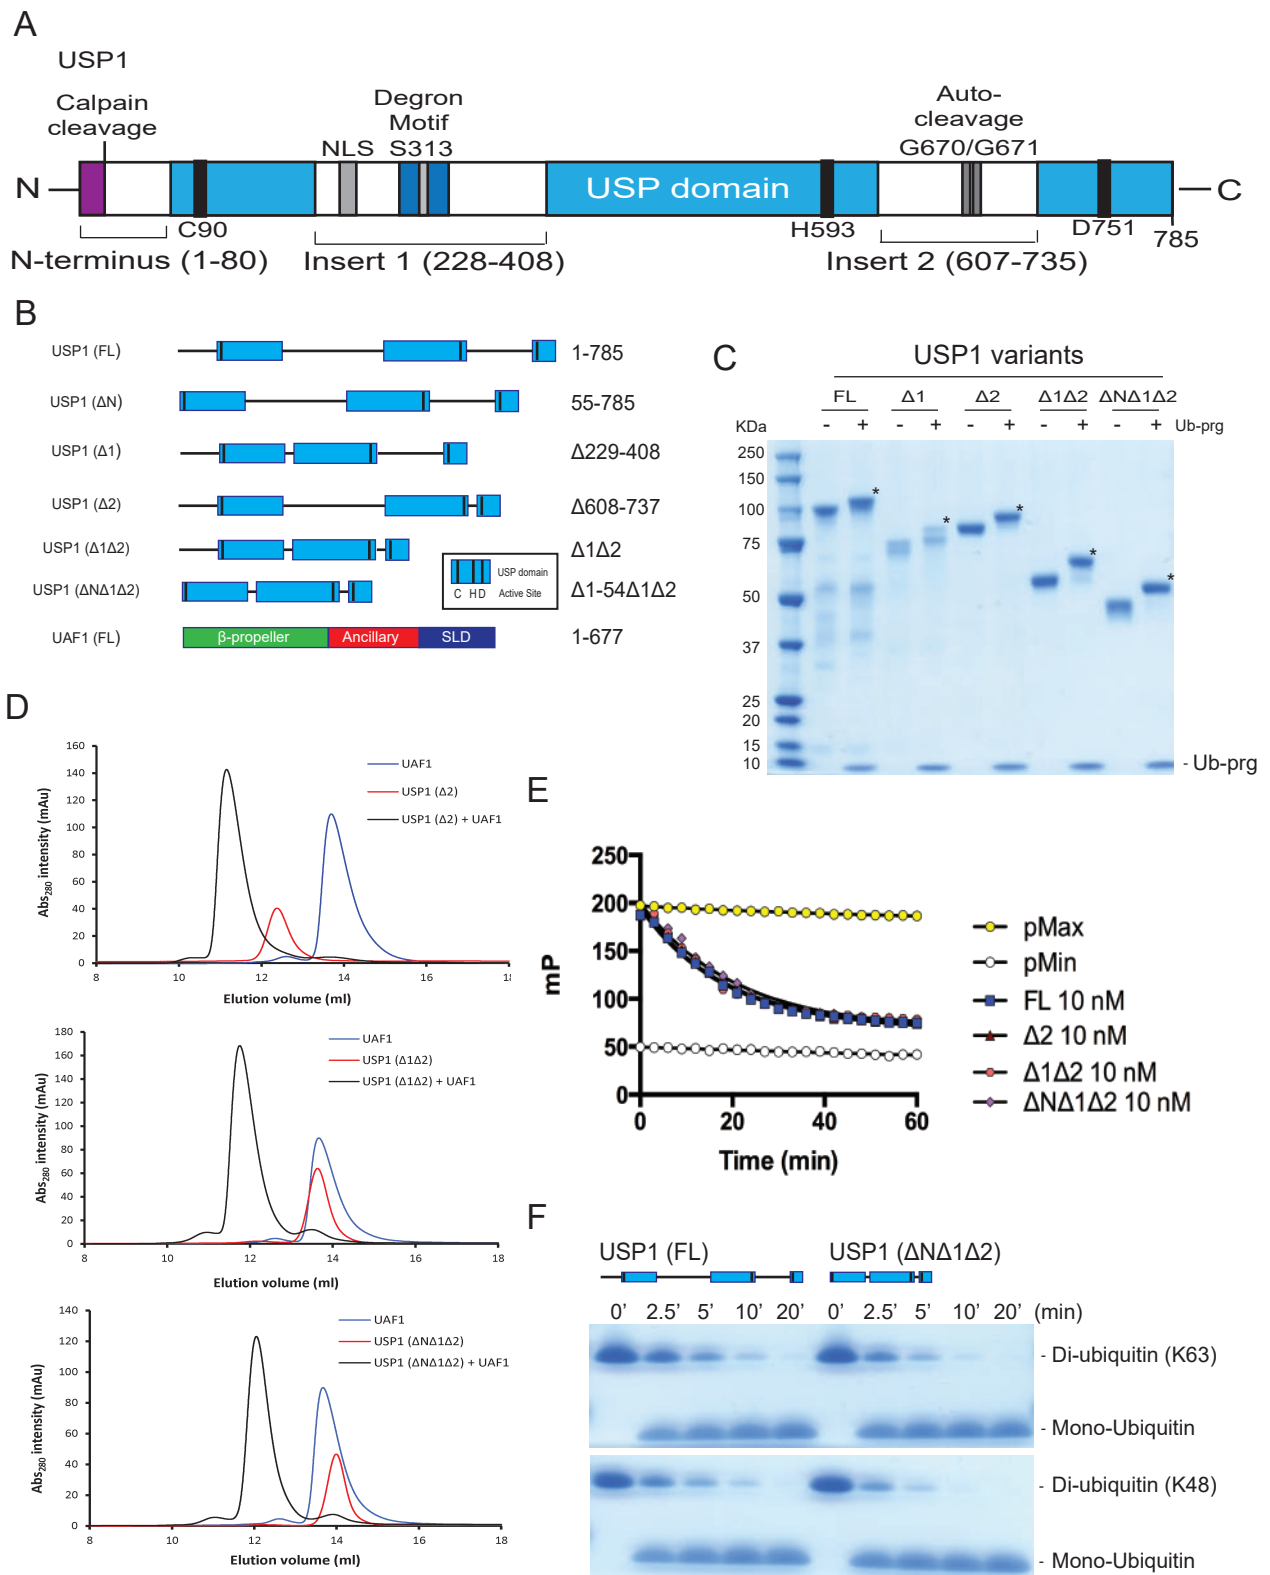 A
USP1
Calpain
cleavage
Degron
Motif
NLS S313
Auto-
cleavage
G670/G671
N
USP domain
C
C90
H593
D751
785
N-terminus (1-80)
Insert 1 (228-408)
Insert 2 (607-735)
B
USP1 (FL)
1-785
USP1 (ΔN)
55-785
USP1 (Δ1)
Δ229-408
USP1 (Δ2)
Δ608-737
USP1 (Δ1Δ2)
Δ1Δ2
USP1 (ΔNΔ1Δ2)
Δ1-54Δ1Δ2
USP domain
C H D Active Site
UAF1 (FL)
β-propeller
Ancillary
SLD
1-677
C
USP1 variants
FL Δ1 Δ2 Δ1Δ2 ΔNΔ1Δ2
KDa
- + - + - + - + - + Ub-prg
250
150
100
75
50
37
25
20
15
10
* * * * *
- Ub-prg
D
160
140
120
100
80
60
40
20
0
8 10 12 14 16
Abs280 intensity (mAu)
Elution volume (ml)
UAF1
USP1 (Δ2)
USP1 (Δ2) + UAF1
180
160
140
120
100
80
60
40
20
0
8 10 12 14 16 18
Abs280 intensity (mAU)
Elution volume (ml)
UAF1
USP1 (Δ1Δ2)
USP1 (Δ1Δ2) + UAF1
140
120
100
80
60
40
20
0
8 10 12 14 16 18
Abs280 intensity (mAU)
Elution volume (ml)
UAF1
USP1 (ΔNΔ1Δ2)
USP1 (ΔNΔ1Δ2) + UAF1
E
250
200
150
100
50
0
mP
0 20 40 60
Time (min)
pMax
pMin
FL 10 nM
Δ2 10 nM
Δ1Δ2 10 nM
ΔNΔ1Δ2 10 nM
F
USP1 (FL)
USP1 (ΔNΔ1Δ2)
0' 2.5' 5' 10' 20' 0' 2.5' 5' 10' 20' (min)
- Di-ubiquitin (K63)
- Mono-Ubiquitin
- Di-ubiquitin (K48)
- Mono-Ubiquitin